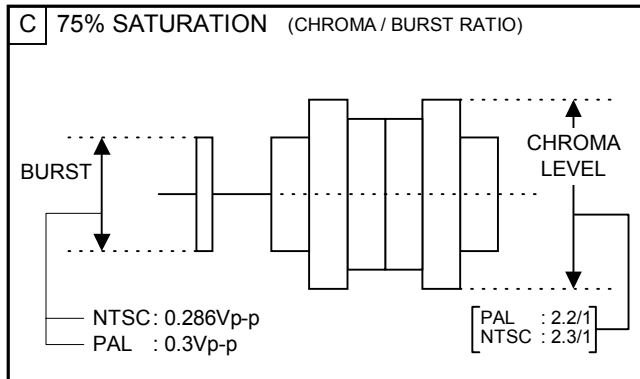 C 75% SATURATION (CHROMA / BURST RATIO)
BURST
CHROMA
LEVEL
NTSC: 0.286Vp-p
PAL : 0.3Vp-p
PAL : 2.2/1
NTSC : 2.3/1